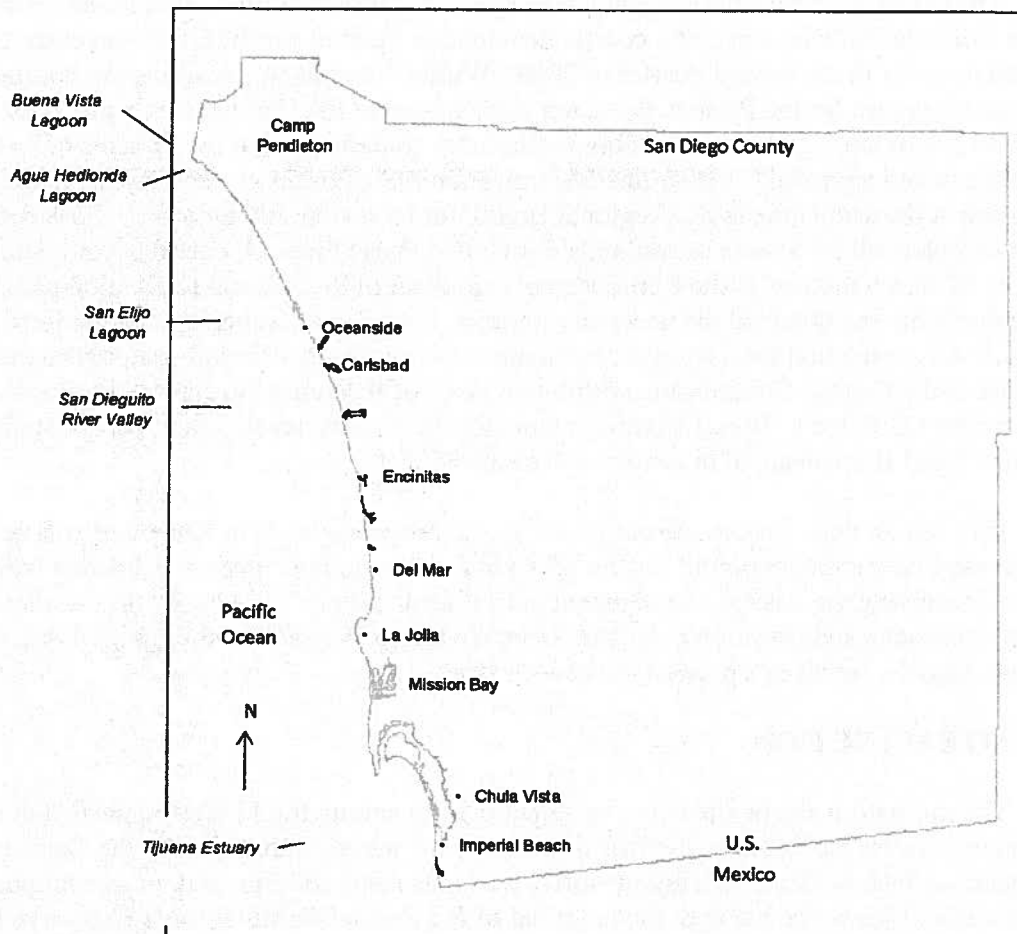 Buena Vista
Lagoon
Camp
Pendleton
San Diego County
Agua Hedionda
Lagoon
San Elijo
Lagoon
Oceanside
Carlsbad
San Dieguito
River Valley
Encinitas
Del Mar
Pacific
Ocean
La Jolla
Mission Bay
N
Chula Vista
Tijuana Estuary
Imperial Beach
U.S.
Mexico